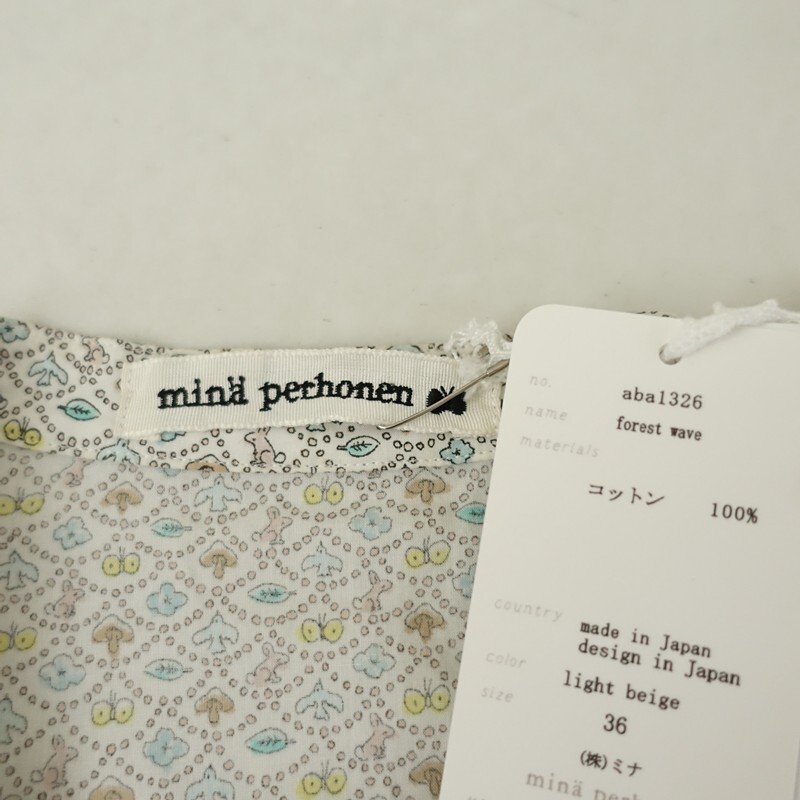 minä perhonen
no. aba1326
name forest wave
materials
コットン 100%
country made in Japan
design in Japan
color light beige
size 36
(株)ミナ
minä